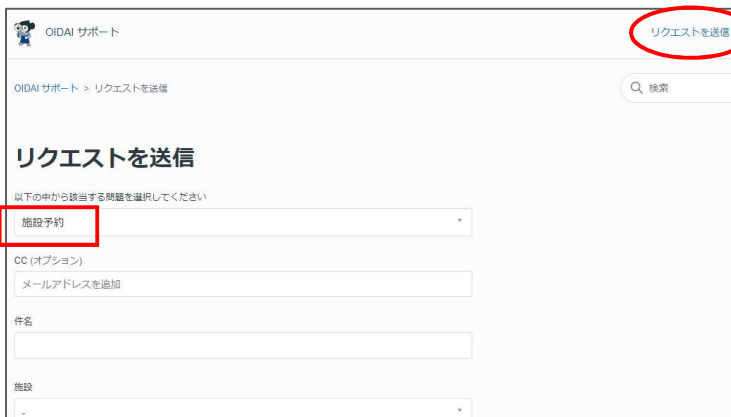 OIDAI サポート
リクエストを送信
OIDAI サポート > リクエストを送信
検索
リクエストを送信
以下の中から該当する問題を選択してください
施設予約
CC (オプション)
メールアドレスを追加
件名
施設
-